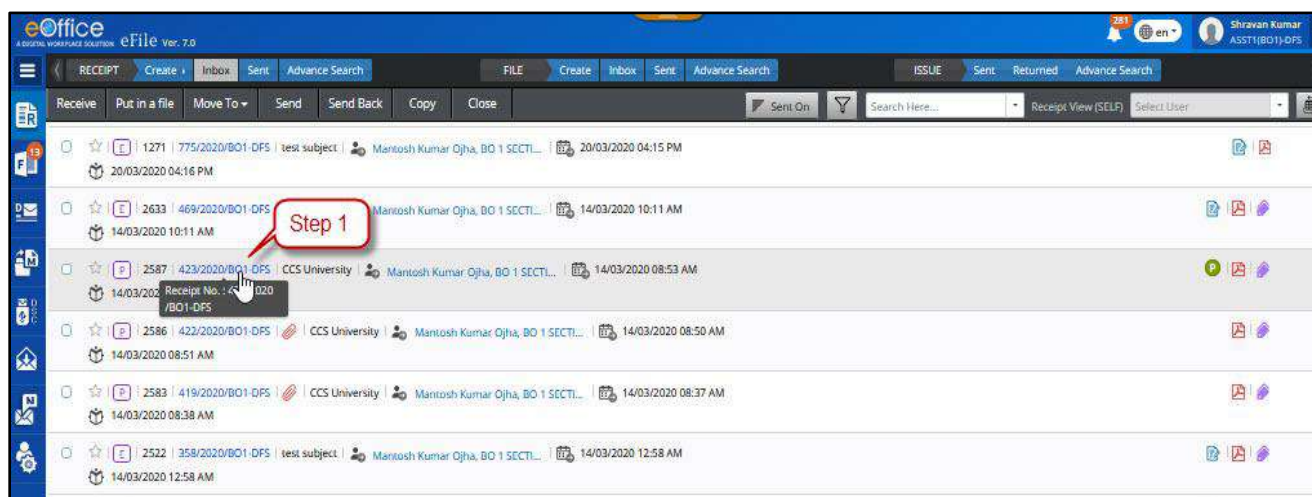 eOffice
A DIGITAL WORKPLACE SOLUTION eFile Ver. 7.0
281 en Shravan Kumar
ASST1(BO1)-DFS
RECEIPT Create Inbox Sent Advance Search FILE Create Inbox Sent Advance Search ISSUE Sent Returned Advance Search
Receive Put in a file Move To Send Send Back Copy Close Sent On Search Here... Receipt View (SELF) Select User
E 1271 775/2020/BO1-DFS test subject Mantosh Kumar Ojha, BO 1 SECTI... 20/03/2020 04:15 PM
20/03/2020 04:16 PM
13
E 2633 469/2020/BO1-DFS Mantosh Kumar Ojha, BO 1 SECTI... 14/03/2020 10:11 AM
14/03/2020 10:11 AM
Step 1
P 2587 423/2020/BO1-DFS CCS University Mantosh Kumar Ojha, BO 1 SECTI... 14/03/2020 08:53 AM P
14/03/202
Receipt No. : 4 020
/BO1-DFS
P 2586 422/2020/BO1-DFS CCS University Mantosh Kumar Ojha, BO 1 SECTI... 14/03/2020 08:50 AM
14/03/2020 08:51 AM
P 2583 419/2020/BO1-DFS CCS University Mantosh Kumar Ojha, BO 1 SECTI... 14/03/2020 08:37 AM
14/03/2020 08:38 AM
E 2522 358/2020/BO1-DFS test subject Mantosh Kumar Ojha, BO 1 SECTI... 14/03/2020 12:58 AM
14/03/2020 12:58 AM